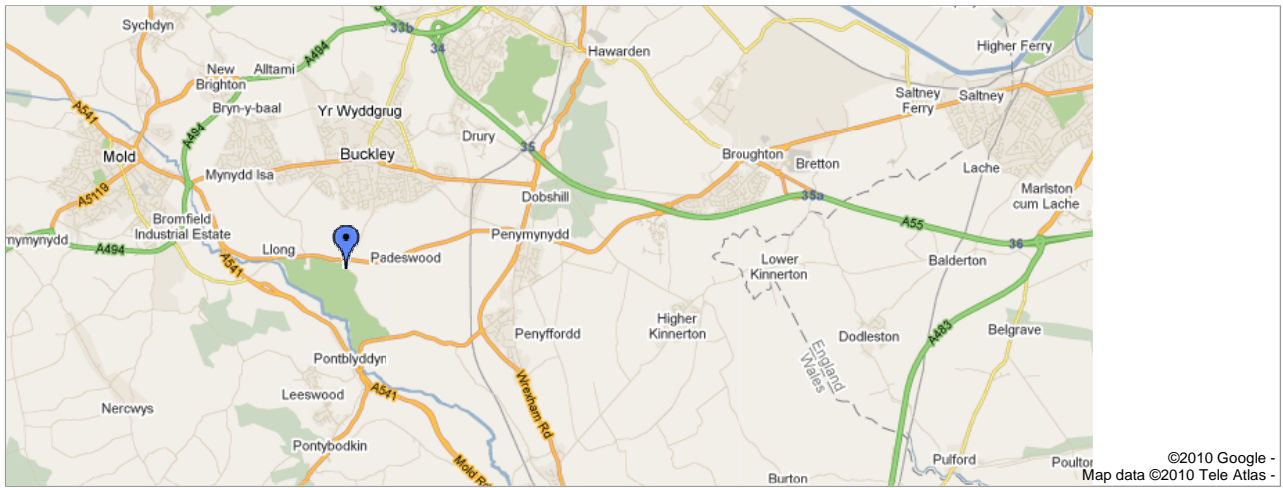 Sychdyn
33b
34
Hawarden
Higher Ferry
A494
New
Brighton
Alltami
Saltney
Ferry
Saltney
A541
Bryn-y-baal
Yr Wyddgrug
A494
Drury
35
Mold
Buckley
Broughton
Bretton
Lache
Mynydd Isa
A5119
Dobshill
35a
Marlston
cum Lache
Bromfield
Industrial Estate
A55
mymynydd
A494
Llong
Penymynydd
36
A541
Padeswood
Lower
Kinnerton
Balderton
Higher
Kinnerton
Penyffordd
Dodleston
A483
Belgrave
Pontblyddyn
England
Wales
Leeswood
A541
Wrexham Rd
Nercwys
Pontybodkin
Mold Rd
Pulford
Poulton
Burton
©2010 Google -
Map data ©2010 Tele Atlas -